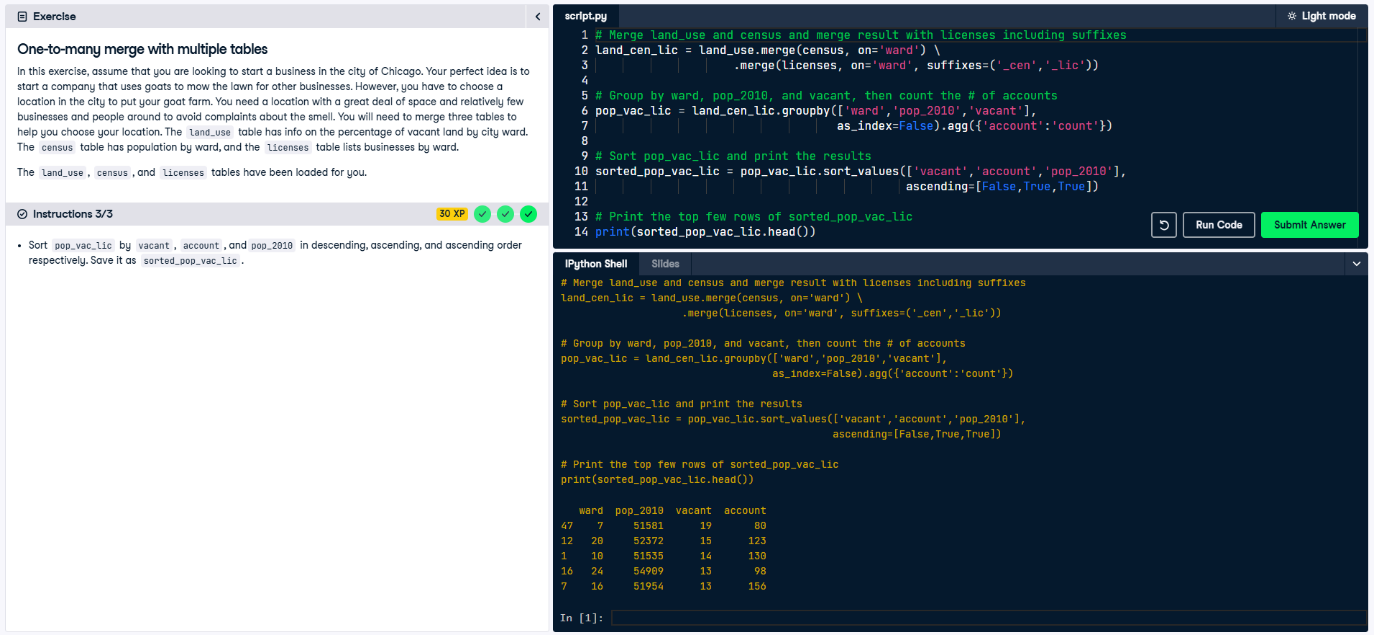 Exercise
One-to-many merge with multiple tables
In this exercise, assume that you are looking to start a business in the city of Chicago. Your perfect idea is to
start a company that uses goats to mow the lawn for other businesses. However, you have to choose a
location in the city to put your goat farm. You need a location with a great deal of space and relatively few
businesses and people around to avoid complaints about the smell. You will need to merge three tables to
help you choose your location. The land_use table has info on the percentage of vacant land by city ward.
The census table has population by ward, and the licenses table lists businesses by ward.
The land_use, census, and licenses tables have been loaded for you.
Instructions 3/3
30 XP
• Sort pop_vac_lic by vacant, account, and pop_2010 in descending, ascending, and ascending order
respectively. Save it as sorted_pop_vac_lic.
script.py
Light mode
1 # Merge land_use and census and merge result with licenses including suffixes
2 land_cen_lic = land_use.merge(census, on='ward') \
3 .merge(licenses, on='ward', suffixes=('_cen','_lic'))
4
5 # Group by ward, pop_2010, and vacant, then count the # of accounts
6 pop_vac_lic = land_cen_lic.groupby(['ward','pop_2010','vacant'],
7 as_index=False).agg({'account':'count'})
8
9 # Sort pop_vac_lic and print the results
10 sorted_pop_vac_lic = pop_vac_lic.sort_values(['vacant','account','pop_2010'],
11 ascending=[False,True,True])
12
13 # Print the top few rows of sorted_pop_vac_lic
14 print(sorted_pop_vac_lic.head())
Run Code
Submit Answer
IPython Shell
Slides
# Merge land_use and census and merge result with licenses including suffixes
land_cen_lic = land_use.merge(census, on='ward') \
.merge(licenses, on='ward', suffixes=('_cen','_lic'))
# Group by ward, pop_2010, and vacant, then count the # of accounts
pop_vac_lic = land_cen_lic.groupby(['ward','pop_2010','vacant'],
as_index=False).agg({'account':'count'})
# Sort pop_vac_lic and print the results
sorted_pop_vac_lic = pop_vac_lic.sort_values(['vacant','account','pop_2010'],
ascending=[False,True,True])
# Print the top few rows of sorted_pop_vac_lic
print(sorted_pop_vac_lic.head())
ward pop_2010 vacant account
47 7 51581 19 80
12 20 52372 15 123
1 10 51535 14 130
16 24 54909 13 98
7 16 51954 13 156
In [1]: